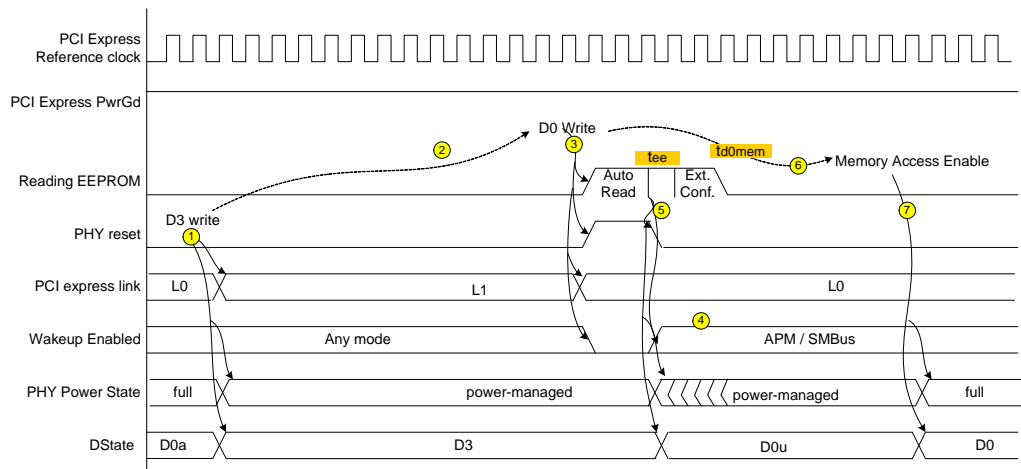 PCI Express
Reference clock
PCI Express PwrGd
D0 Write
2
3
tee
td0mem
6
Memory Access Enable
Reading EEPROM
Auto
Read
Ext.
Conf.
D3 write
5
7
1
PHY reset
PCI express link
L0
L1
L0
4
Wakeup Enabled
Any mode
APM / SMBus
PHY Power State
full
power-managed
power-managed
full
DState
D0a
D3
D0u
D0